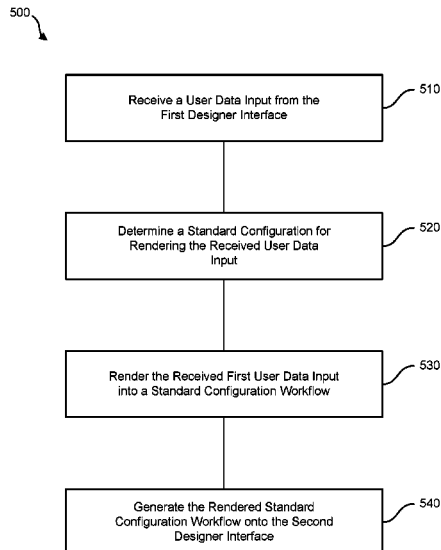 500
Receive a User Data Input from the
First Designer Interface
510
Determine a Standard Configuration for
Rendering the Received User Data
Input
520
Render the Received First User Data Input
into a Standard Configuration Workflow
530
Generate the Rendered Standard
Configuration Workflow onto the Second
Designer Interface
540